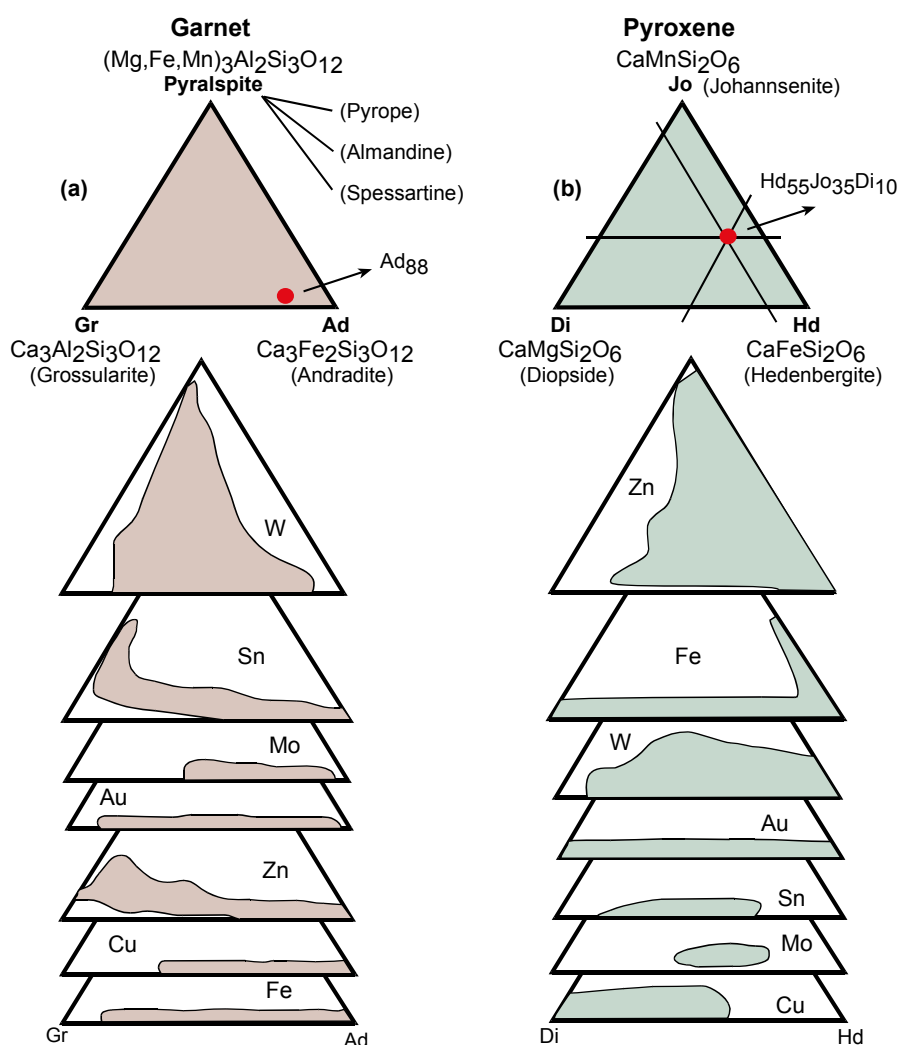 Garnet
(Mg,Fe,Mn)3Al2Si3O12
Pyralspite
(Pyrope)
(Almandine)
(Spessartine)
(a)
Ad88
Gr
Ad
Ca3Al2Si3O12
(Grossularite)
Ca3Fe2Si3O12
(Andradite)
W
Sn
Mo
Au
Zn
Cu
Fe
Gr
Ad
Pyroxene
CaMnSi2O6
Jo (Johannsenite)
(b)
Hd55Jo35Di10
Di
Hd
CaMgSi2O6
(Diopside)
CaFeSi2O6
(Hedenbergite)
Zn
Fe
W
Au
Sn
Mo
Cu
Di
Hd